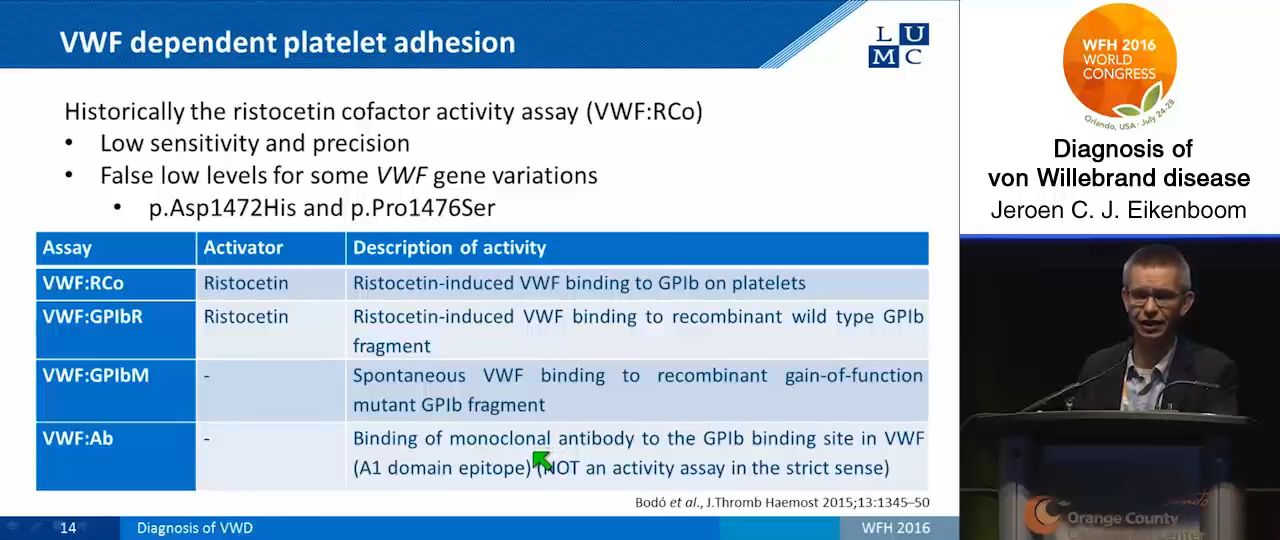 VWF dependent platelet adhesion
L U
M C
Historically the ristocetin cofactor activity assay (VWF:RCo)
• Low sensitivity and precision
• False low levels for some VWF gene variations
• p.Asp1472His and p.Pro1476Ser
Assay Activator Description of activity
VWF:RCo Ristocetin Ristocetin-induced VWF binding to GPIb on platelets
VWF:GPIbR Ristocetin Ristocetin-induced VWF binding to recombinant wild type GPIb
fragment
VWF:GPIbM - Spontaneous VWF binding to recombinant gain-of-function
mutant GPIb fragment
VWF:Ab - Binding of monoclonal antibody to the GPIb binding site in VWF
(A1 domain epitope) (NOT an activity assay in the strict sense)
Bodó et al., J.Thromb Haemost 2015;13:1345–50
14 Diagnosis of VWD WFH 2016
WFH 2016
WORLD
CONGRESS
Orlando, USA · July 24-28
Diagnosis of
von Willebrand disease
Jeroen C. J. Eikenboom
Orange County